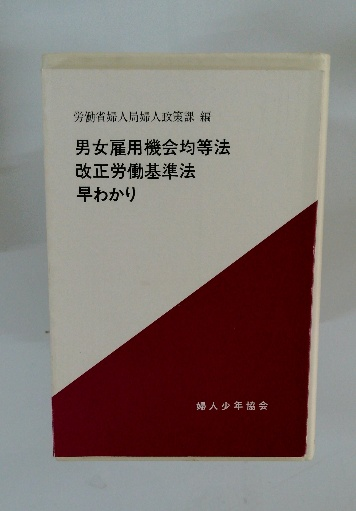 労働省婦人局婦人政策課 編
男女雇用機会均等法
改正労働基準法
早わかり
婦人少年協会